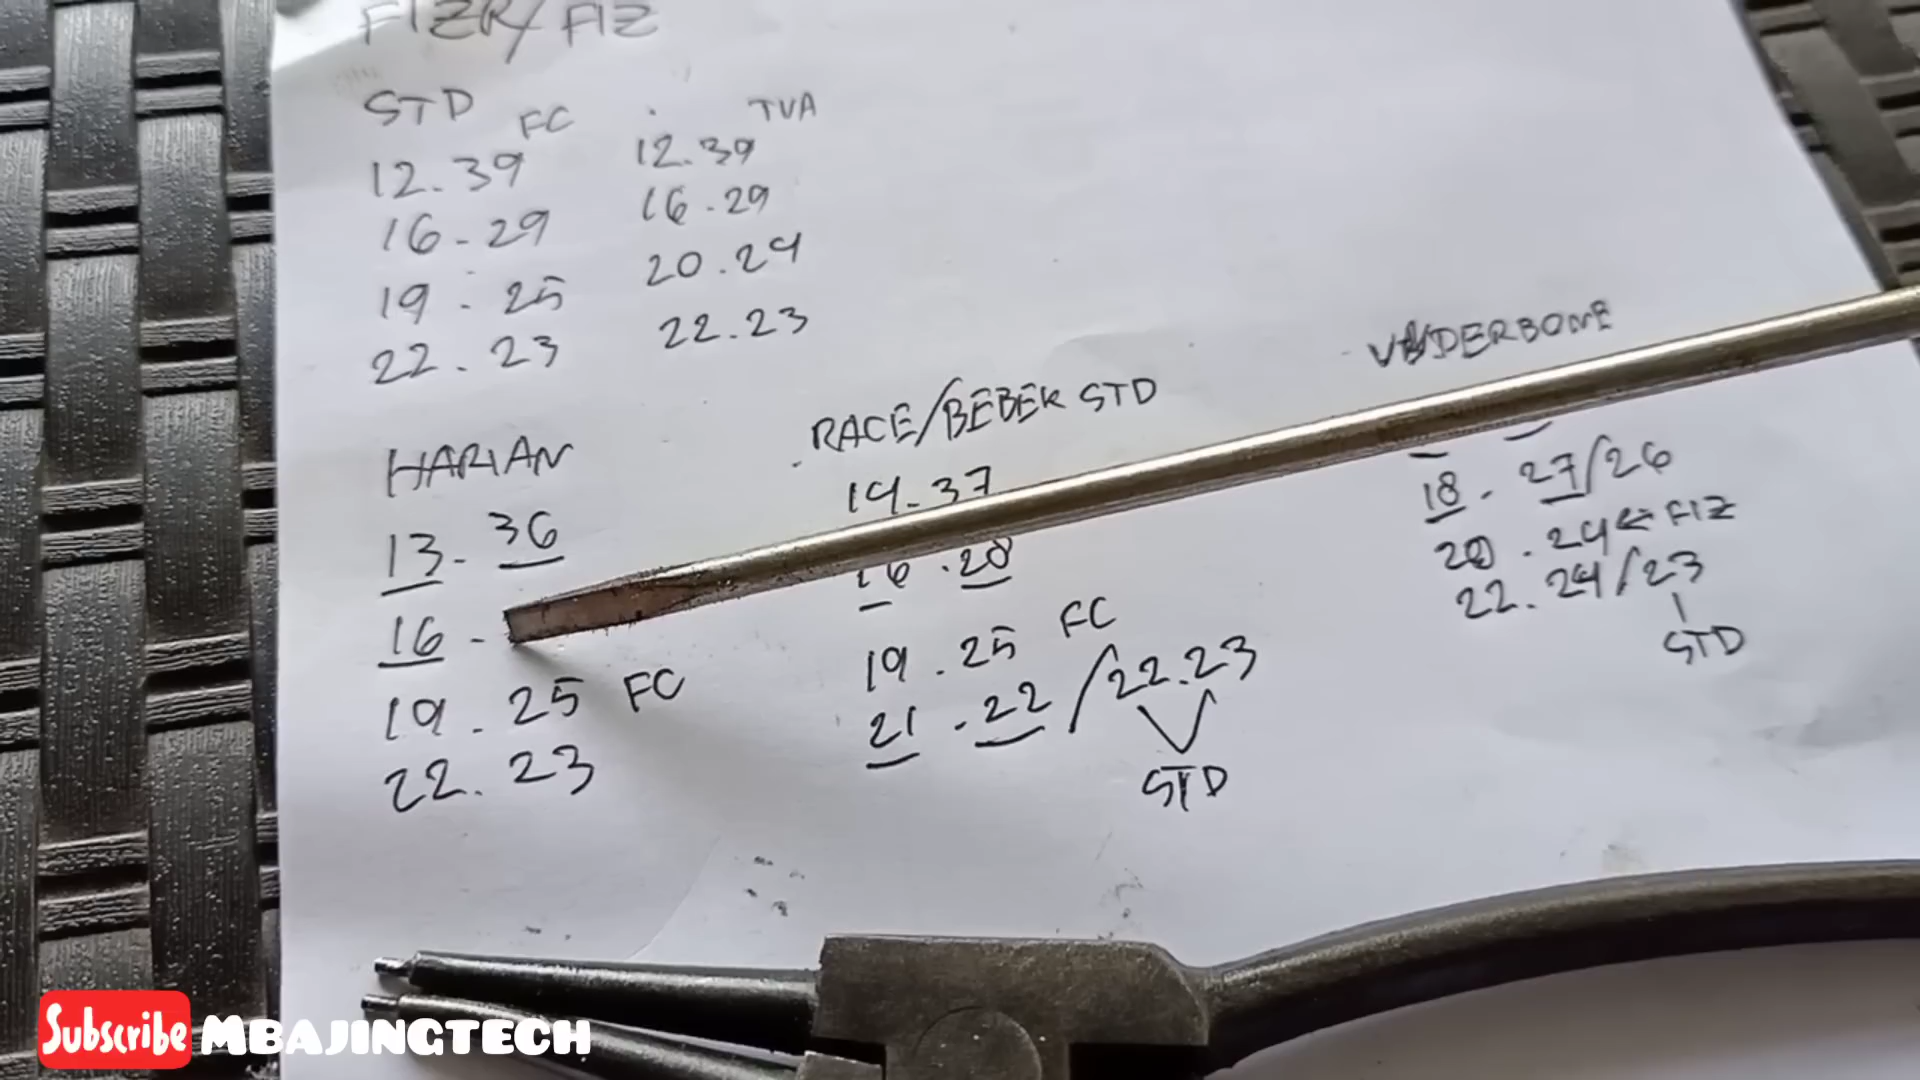 FIZR/FIZ
STD FC
12.39
16-29
19.25
22.23
TVA
12.39
16.29
20.24
22.23
HARIAN
13-36
16-
19.25 FC
22.23
RACE/BEBEK STD
14-37
16.28
19.25 FC
21.22/22.23
STD
18-27/26
20.24←FIZ
22.24/23
STD
Subscribe MBAJINGTECH